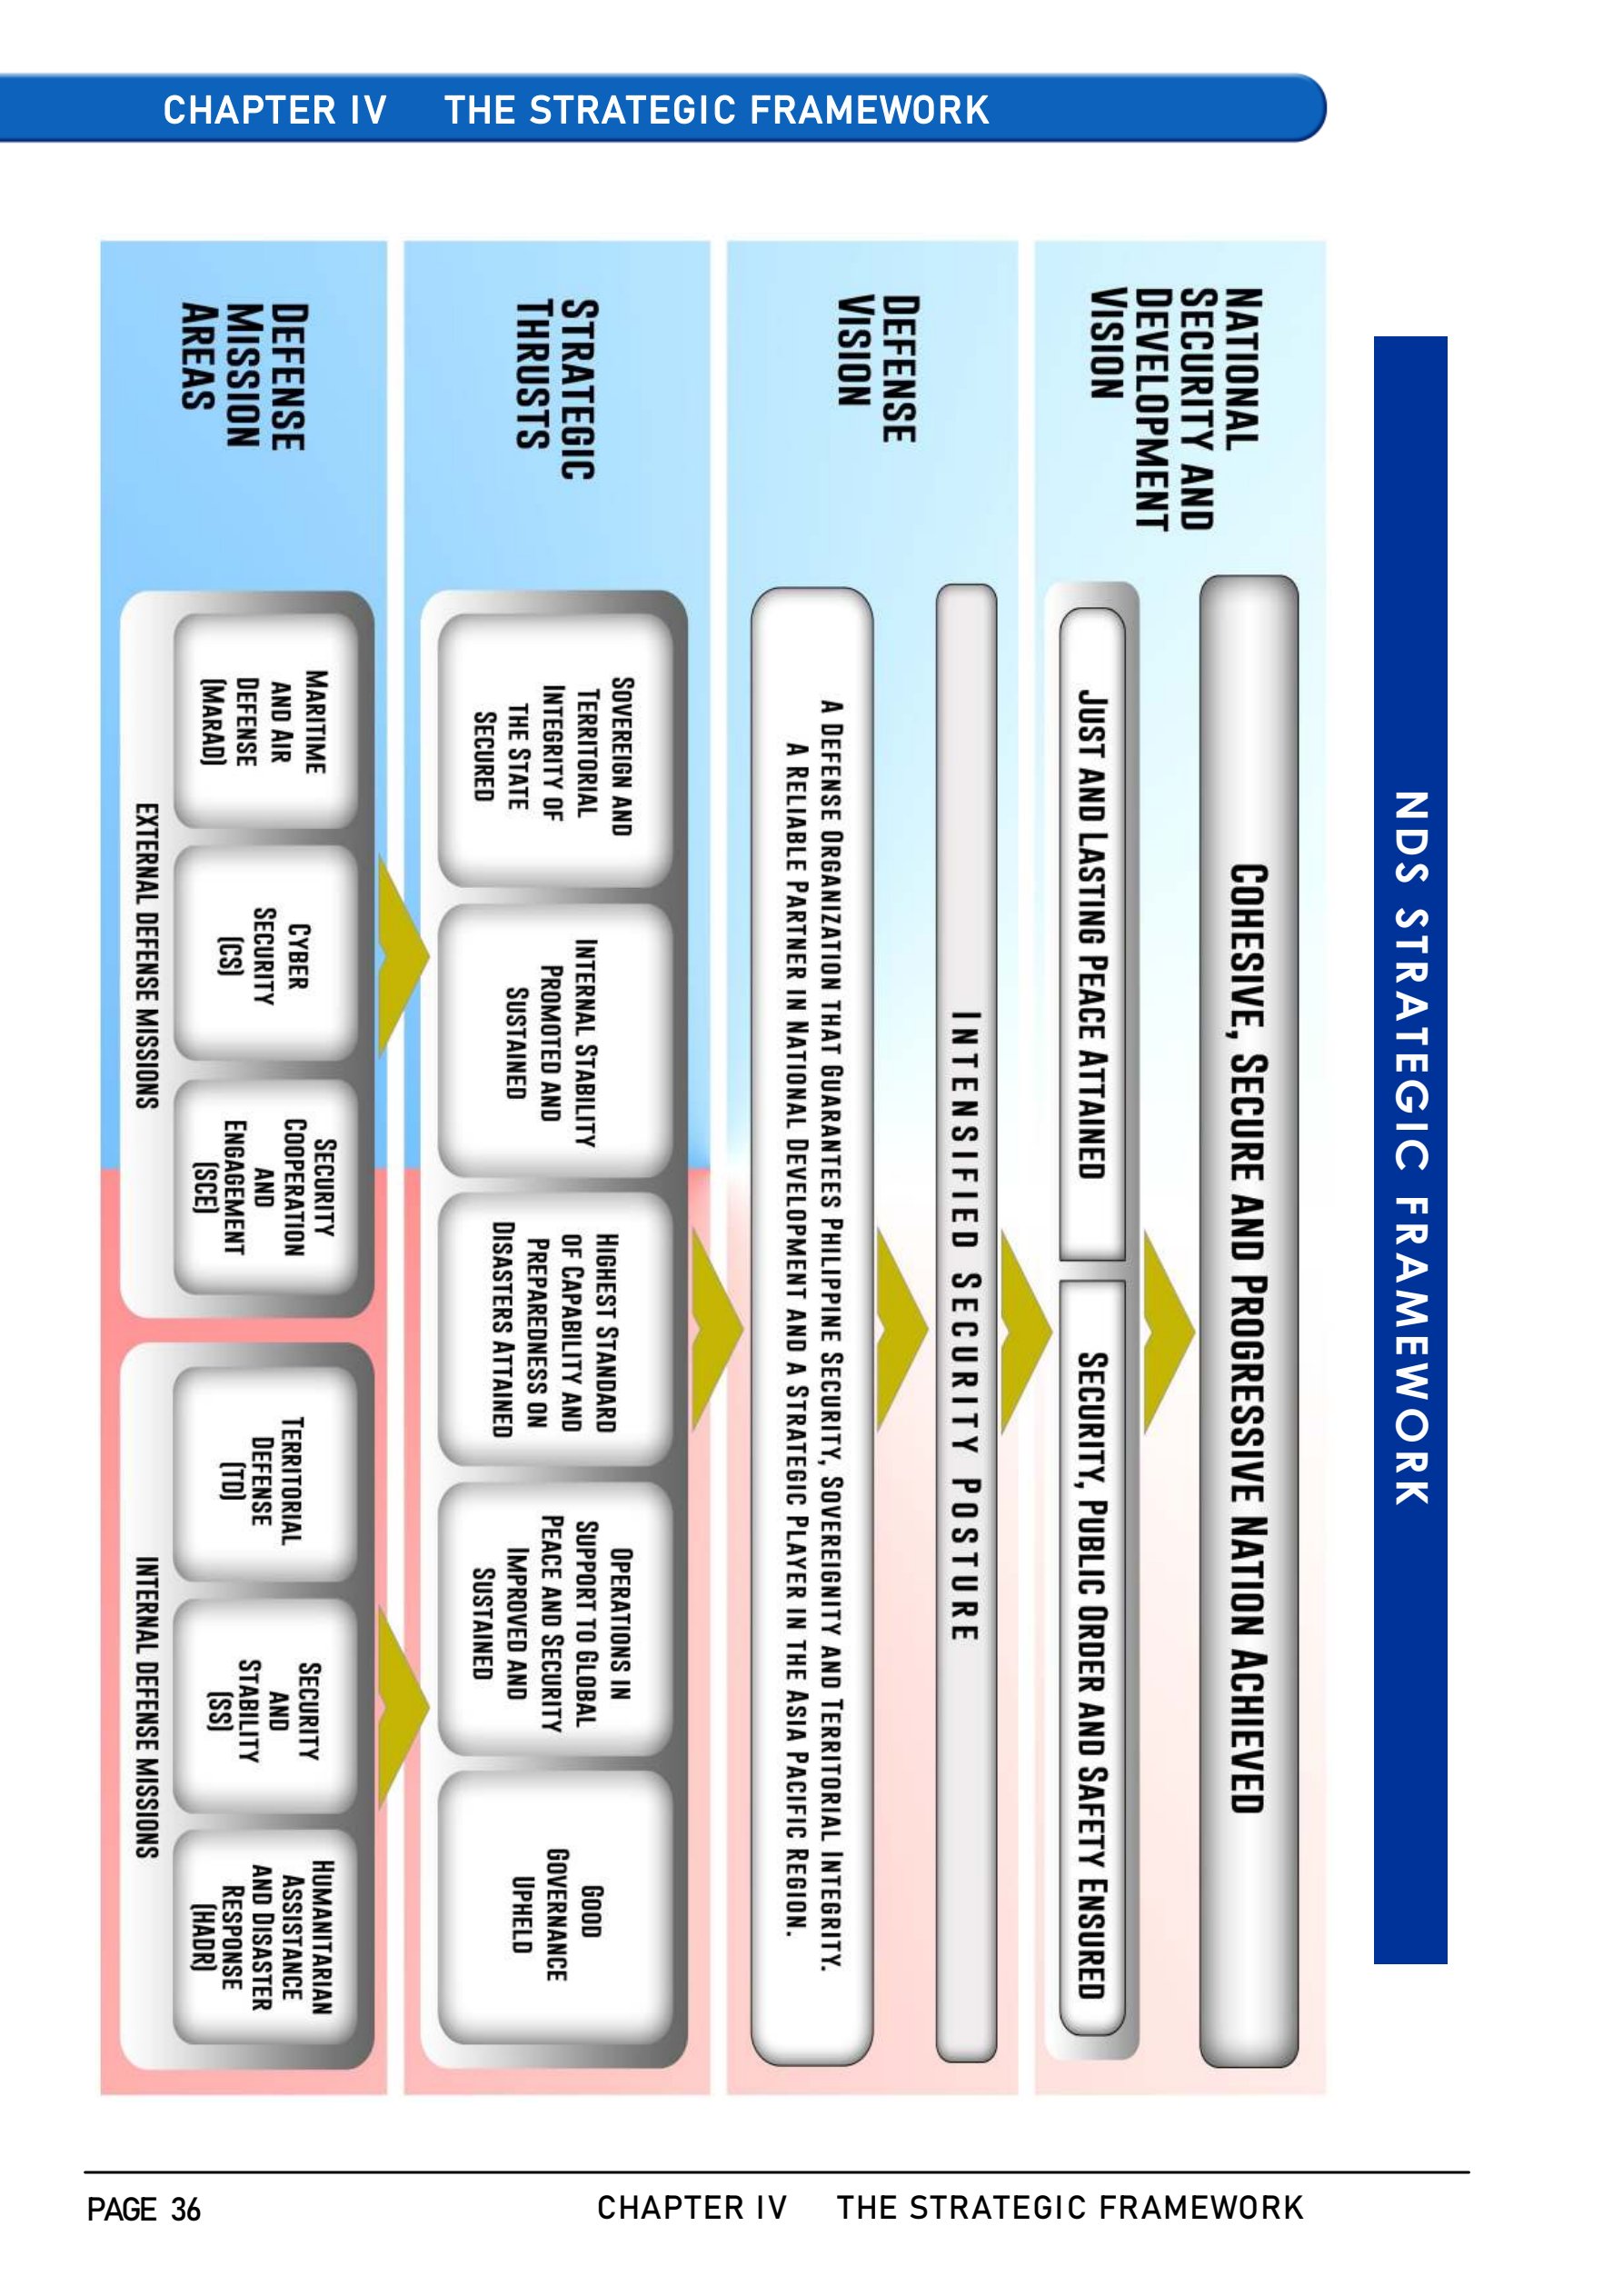 CHAPTER IV THE STRATEGIC FRAMEWORK
NDS STRATEGIC FRAMEWORK
NATIONAL
SECURITY AND
DEVELOPMENT
VISION
COHESIVE, SECURE AND PROGRESSIVE NATION ACHIEVED
JUST AND LASTING PEACE ATTAINED
SECURITY, PUBLIC ORDER AND SAFETY ENSURED
DEFENSE
VISION
INTENSIFIED SECURITY POSTURE
A DEFENSE ORGANIZATION THAT GUARANTEES PHILIPPINE SECURITY, SOVEREIGNITY AND TERRITORIAL INTEGRITY.
A RELIABLE PARTNER IN NATIONAL DEVELOPMENT AND A STRATEGIC PLAYER IN THE ASIA PACIFIC REGION.
STRATEGIC
THRUSTS
SOVEREIGN AND
TERRITORIAL
INTEGRITY OF
THE STATE
SECURED
INTERNAL STABILITY
PROMOTED AND
SUSTAINED
HIGHEST STANDARD
OF CAPABILITY AND
PREPAREDNESS ON
DISASTERS ATTAINED
OPERATIONS IN
SUPPORT TO GLOBAL
PEACE AND SECURITY
IMPROVED AND
SUSTAINED
GOOD
GOVERNANCE
UPHELD
DEFENSE
MISSION
AREAS
MARITIME
AND AIR
DEFENSE
(MARAD)
CYBER
SECURITY
(CS)
SECURITY
COOPERATION
AND
ENGAGEMENT
(SCE)
EXTERNAL DEFENSE MISSIONS
TERRITORIAL
DEFENSE
(TD)
SECURITY
AND
STABILITY
(SS)
HUMANITARIAN
ASSISTANCE
AND DISASTER
RESPONSE
(HADR)
INTERNAL DEFENSE MISSIONS
PAGE 36
CHAPTER IV THE STRATEGIC FRAMEWORK